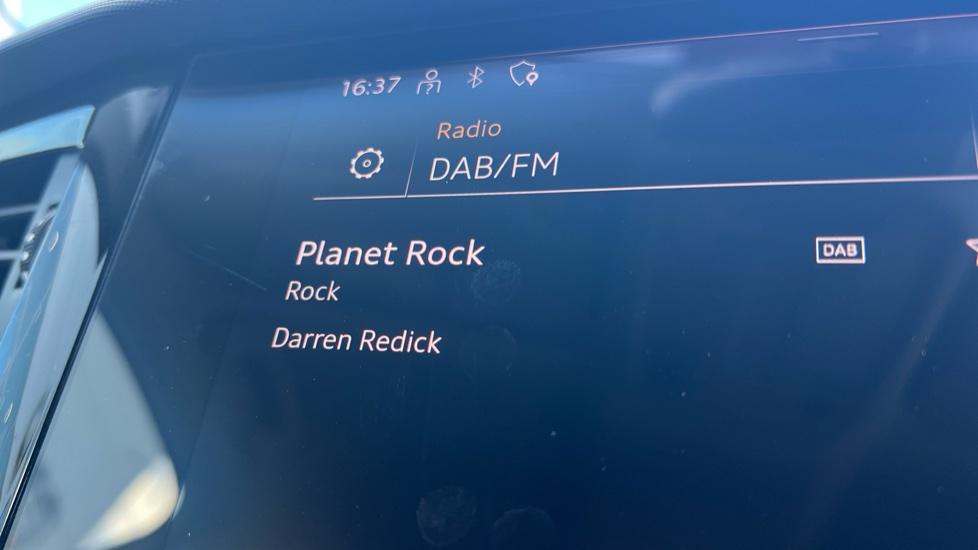 16:37
Radio
DAB/FM
Planet Rock
DAB
Rock
Darren Redick